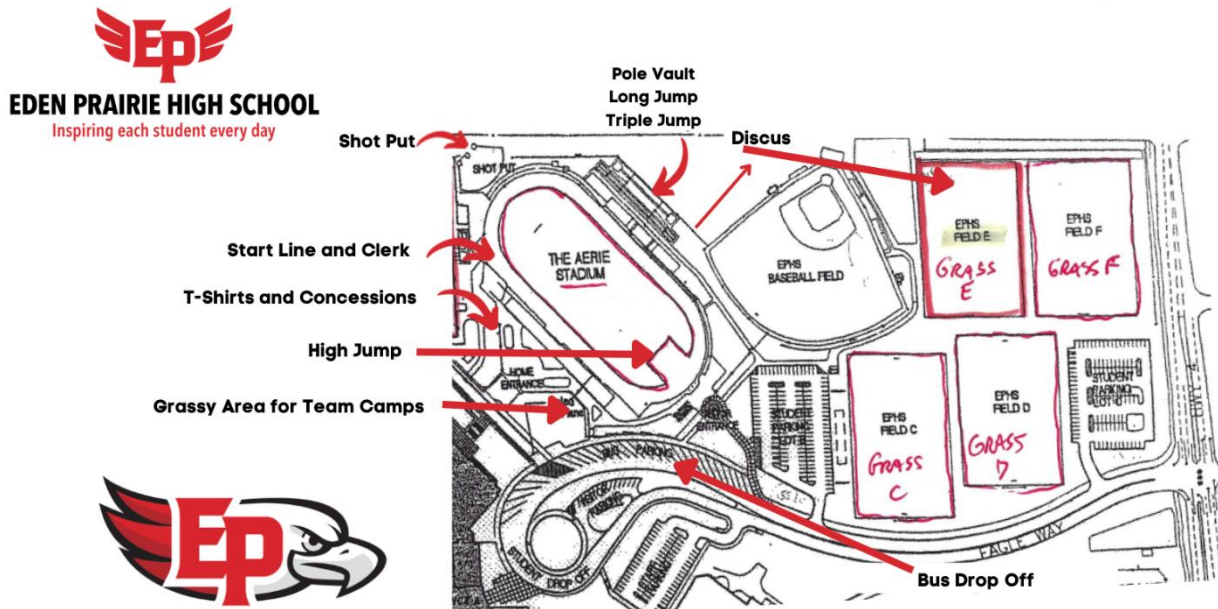 EP
EDEN PRAIRIE HIGH SCHOOL
Inspiring each student every day
Pole Vault
Long Jump
Triple Jump
Shot Put
Discus
SHOT PUT
Start Line and Clerk
THE AERIE
STADIUM
EPHS
BASEBALL FIELD
EPHS
FIELD E
GRASS
E
EPHS
FIELD F
GRASS F
T-Shirts and Concessions
High Jump
HOME
ENTRANCE
Grassy Area for Team Camps
ENTRANCE
STUDENT
PARKING
EPHS
FIELD C
GRASS
C
EPHS
FIELD D
GRASS
D
STUDENT
PARKING
PARKING
STUDENT DROP OFF
EAGLE WAY
Bus Drop Off
EP